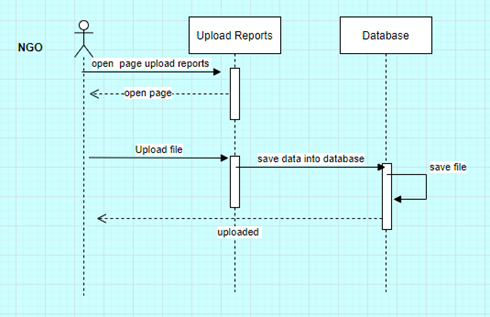 NGO
Upload Reports
Database
open page upload reports
open page
Upload file
save data into database
save file
uploaded